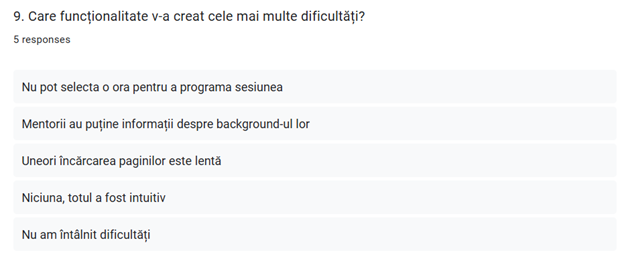 9. Care funcționalitate v-a creat cele mai multe dificultăți?
5 responses
Nu pot selecta o ora pentru a programa sesiunea
Mentorii au puține informații despre background-ul lor
Uneori încărcarea paginilor este lentă
Niciuna, totul a fost intuitiv
Nu am întâlnit dificultăți